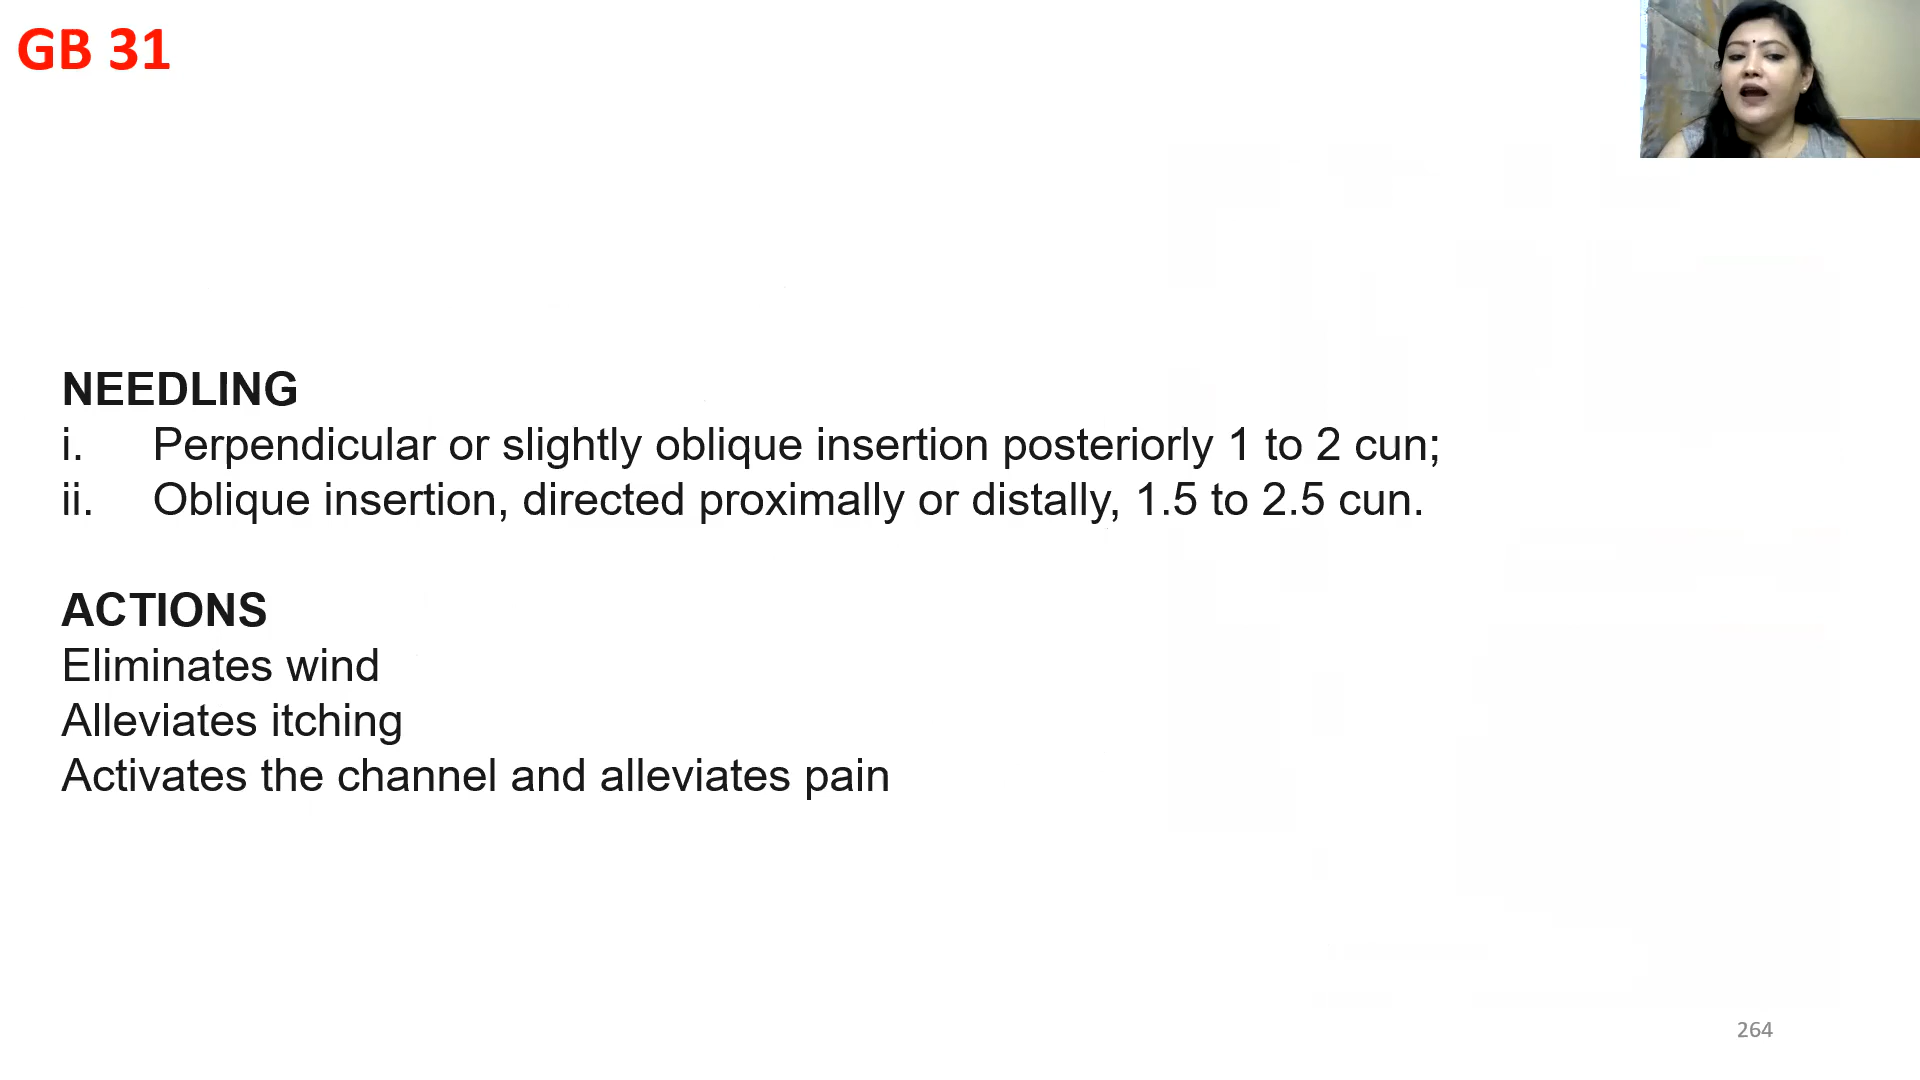 GB 31
NEEDLING
i. Perpendicular or slightly oblique insertion posteriorly 1 to 2 cun;
ii. Oblique insertion, directed proximally or distally, 1.5 to 2.5 cun.
ACTIONS
Eliminates wind
Alleviates itching
Activates the channel and alleviates pain
264